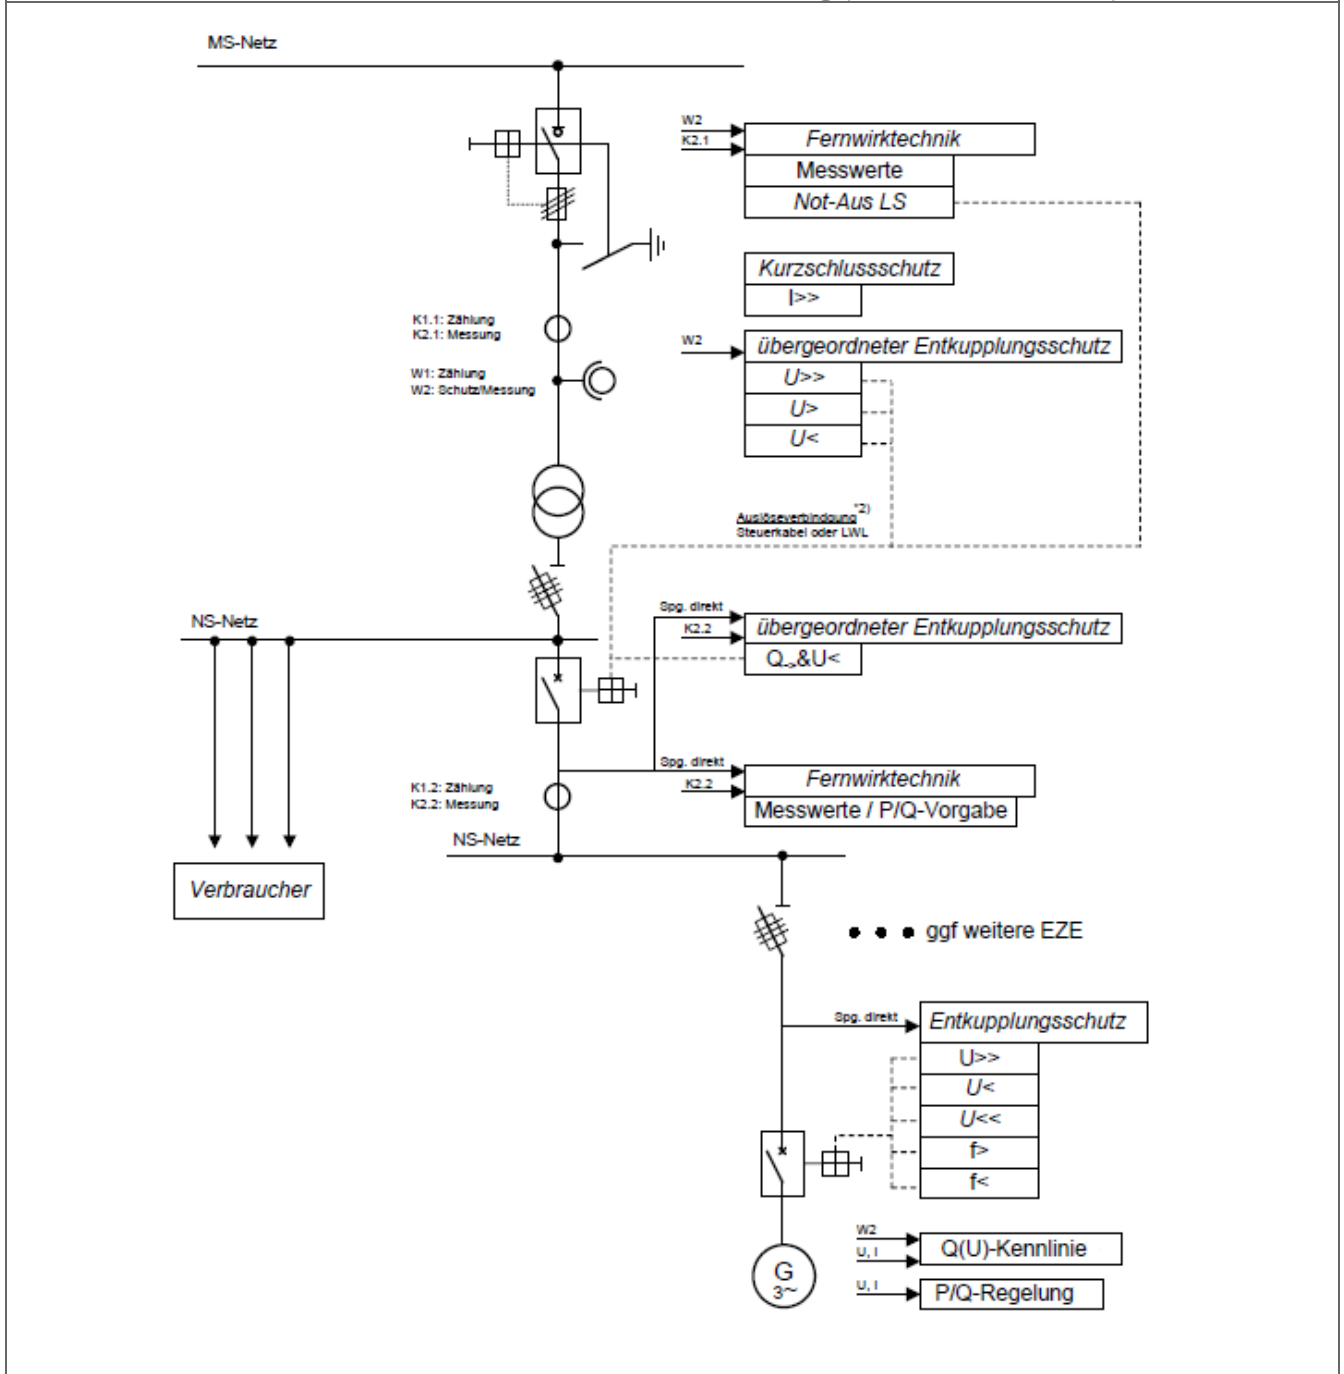 MS-Netz
W2
K2.1
Fernwirktechnik
Messwerte
Not-Aus LS
Kurzschlussschutz
I>>
K1.1: Zählung
K2.1: Messung
W2
übergeordneter Entkupplungsschutz
U>>
U>
U<
W1: Zählung
W2: Schutz/Messung
Auslöseverbindgung *2)
Steuerkabel oder LWL
NS-Netz
Spg. direkt
K2.2
übergeordneter Entkupplungsschutz
Q->&U<
Spg. direkt
K2.2
Fernwirktechnik
Messwerte / P/Q-Vorgabe
K1.2: Zählung
K2.2: Messung
NS-Netz
Verbraucher
ggf weitere EZE
Spg. direkt
Entkupplungsschutz
U>>
U<
U<<
f>
f<
G
3~
W2
U, I
Q(U)-Kennlinie
U, I
P/Q-Regelung